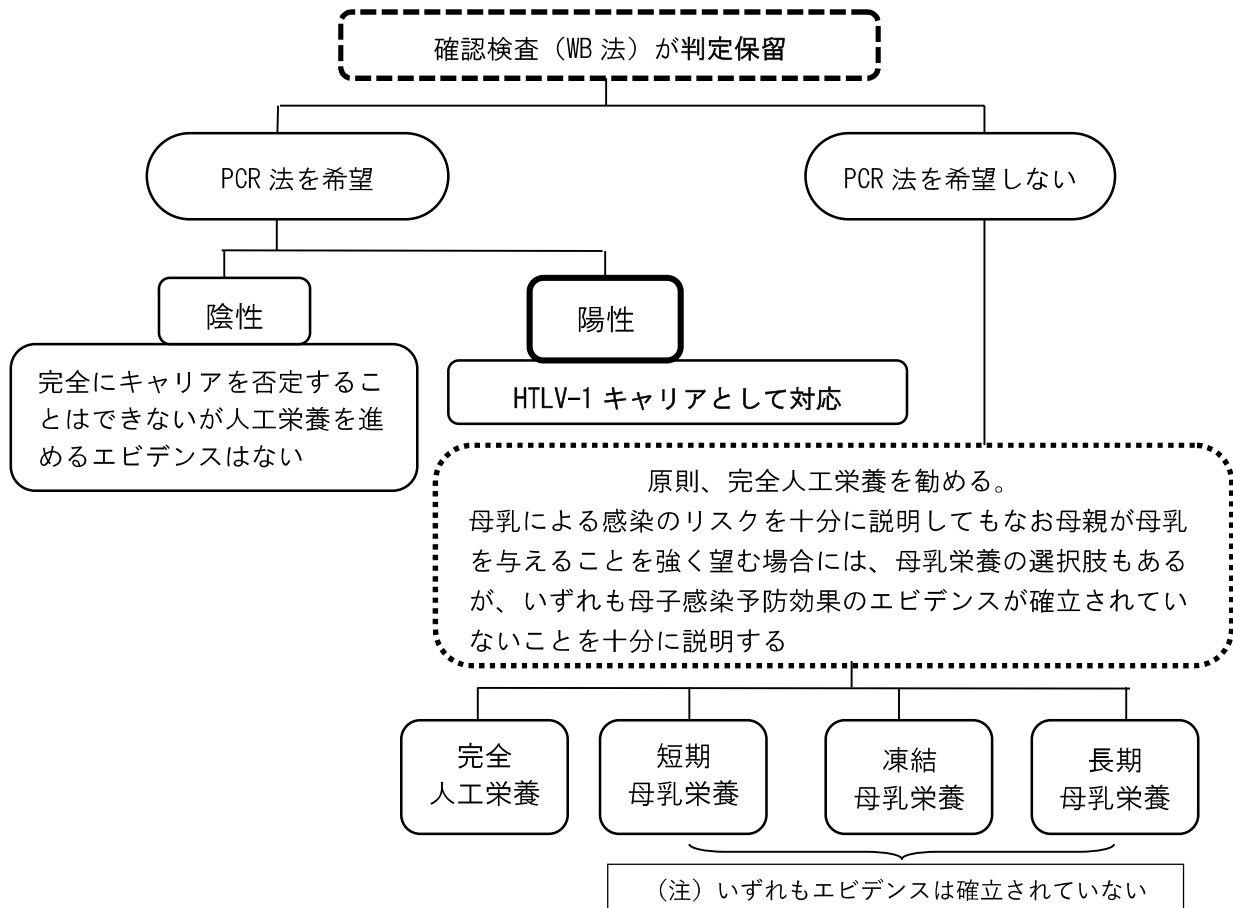 確認検査（WB 法）が判定保留
PCR 法を希望
PCR 法を希望しない
陰性
陽性
完全にキャリアを否定するこ
とはできないが人工栄養を進
めるエビデンスはない
HTLV-1 キャリアとして対応
原則、完全人工栄養を勧める。
母乳による感染のリスクを十分に説明してもなお母親が母乳
を与えることを強く望む場合には、母乳栄養の選択肢もある
が、いずれも母子感染予防効果のエビデンスが確立されてい
ないことを十分に説明する
完全
人工栄養
短期
母乳栄養
凍結
母乳栄養
長期
母乳栄養
（注）いずれもエビデンスは確立されていない